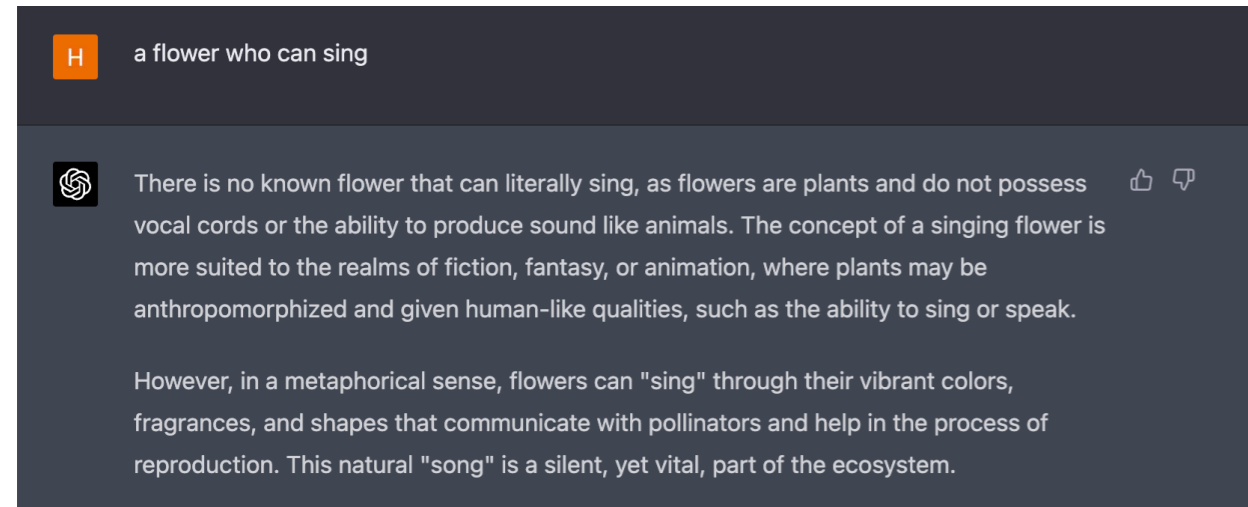 H
a flower who can sing
There is no known flower that can literally sing, as flowers are plants and do not possess
vocal cords or the ability to produce sound like animals. The concept of a singing flower is
more suited to the realms of fiction, fantasy, or animation, where plants may be
anthropomorphized and given human-like qualities, such as the ability to sing or speak.
However, in a metaphorical sense, flowers can "sing" through their vibrant colors,
fragrances, and shapes that communicate with pollinators and help in the process of
reproduction. This natural "song" is a silent, yet vital, part of the ecosystem.